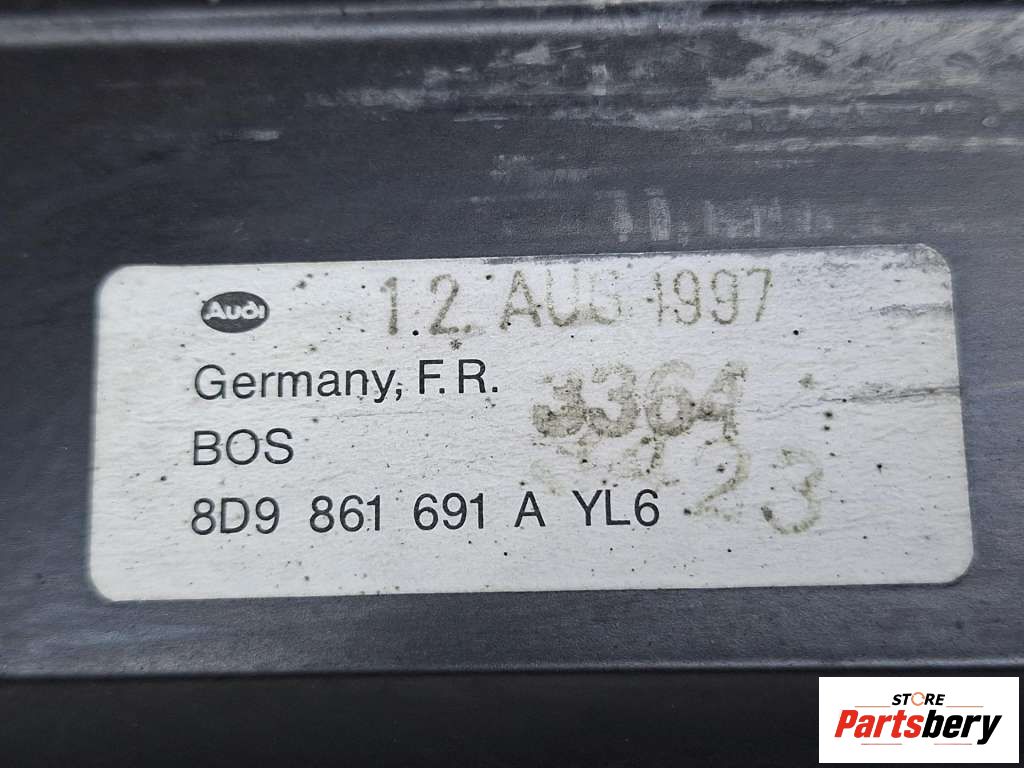 Audi 12. AUG 1997
Germany, F.R. 3364
BOS 23
8D9 861 691 A YL6
STORE
Partsbery